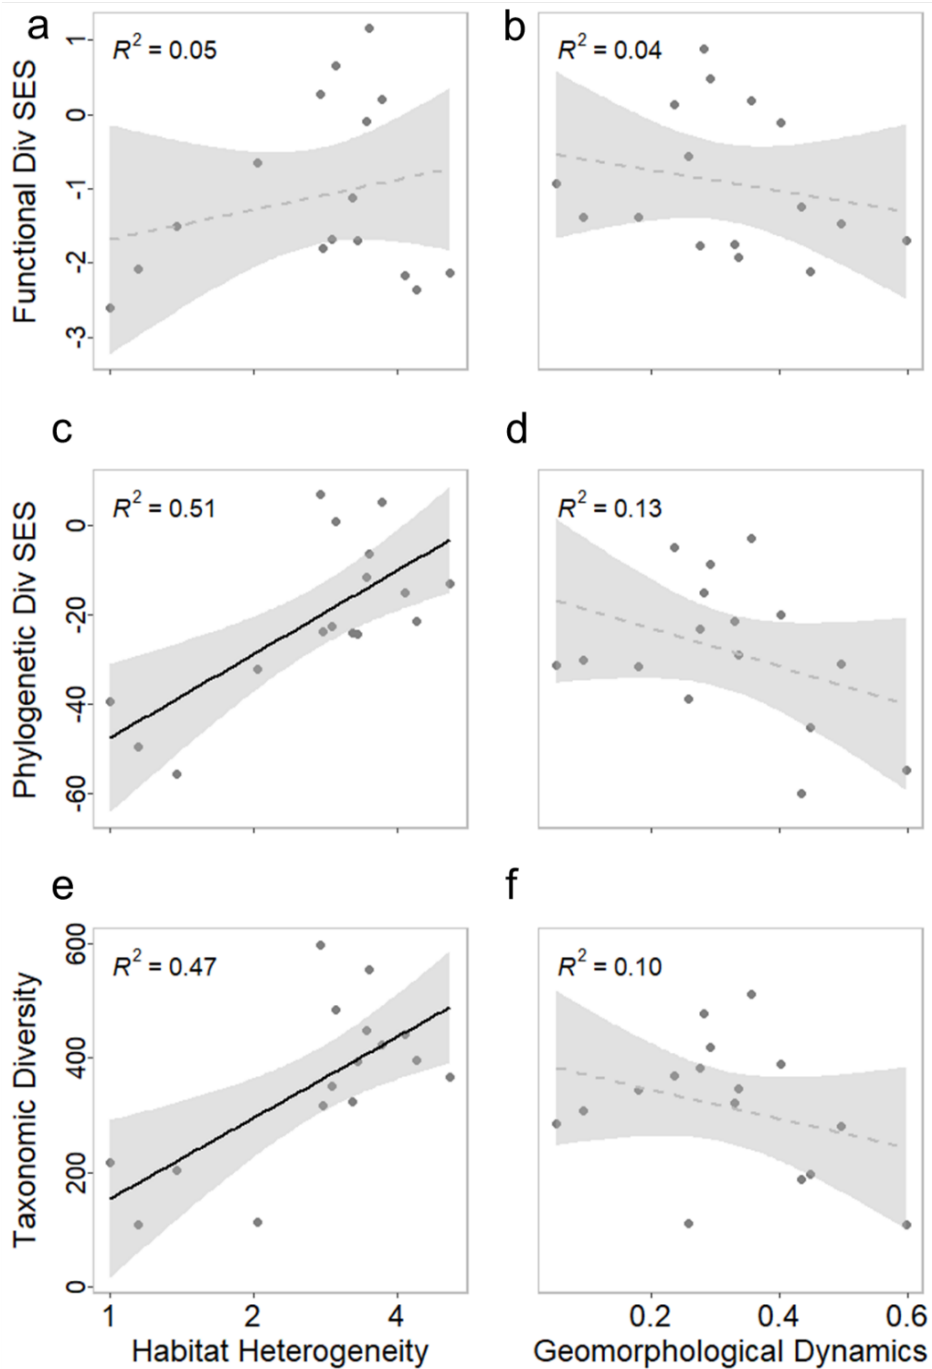 a
b
R² = 0.05
R² = 0.04
Functional Div SES
1
0
-1
-2
-3
c
d
R² = 0.51
R² = 0.13
Phylogenetic Div SES
0
-20
-40
-60
e
f
R² = 0.47
R² = 0.10
Taxonomic Diversity
600
400
200
0
1 2 4
0.2 0.4 0.6
Habitat Heterogeneity
Geomorphological Dynamics